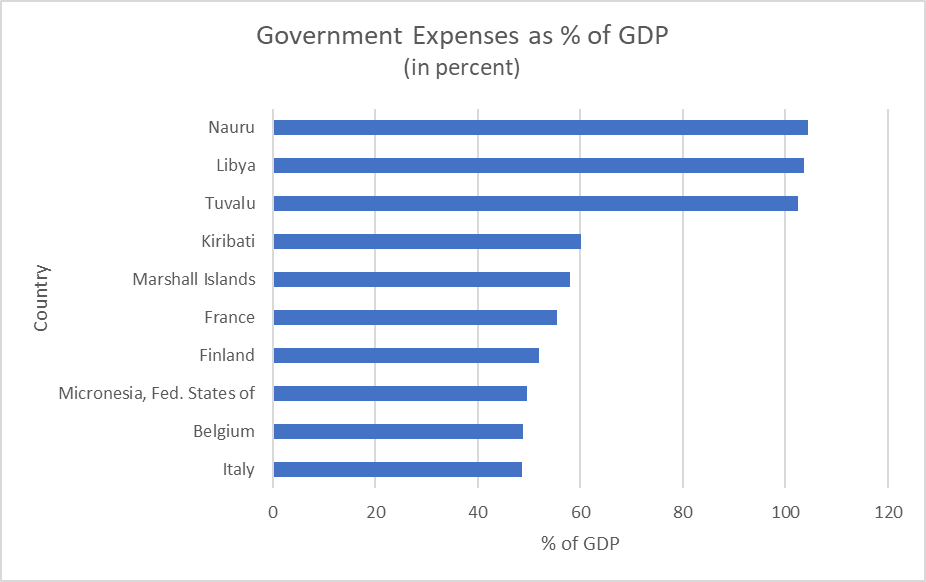 Government Expenses as % of GDP
(in percent)
Nauru
Libya
Tuvalu
Kiribati
Marshall Islands
France
Finland
Micronesia, Fed. States of
Belgium
Italy
Country
0 20 40 60 80 100 120
% of GDP